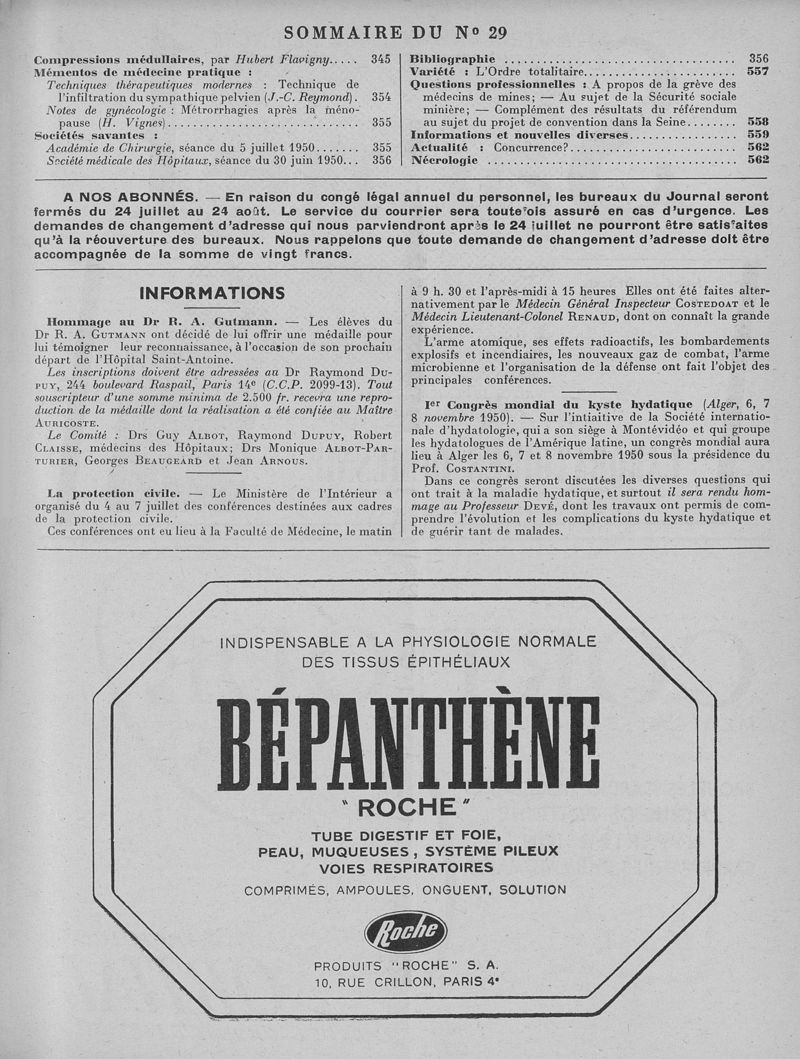 SOMMAIRE DU Nº 29
Compressions médullaires, par Hubert Flavigny..... 345
Mémentos de médecine pratique :
Techniques thérapeutiques modernes : Technique de
l'infiltration du sympathique pelvien (J.-C. Reymond). 354
Notes de gynécologie : Métrorrhagies après la méno-
pause (H. Vignes)............................ 355
Sociétés savantes :
Académie de Chirurgie, séance du 5 juillet 1950....... 355
Société médicale des Hôpitaux, séance du 30 juin 1950... 356
Bibliographie .................................. 356
Variété : L'Ordre totalitaire....................... 557
Questions professionnelles : A propos de la grève des
médecins de mines; — Au sujet de la Sécurité sociale
minière; — Complément des résultats du référendum
au sujet du projet de convention dans la Seine........ 558
Informations et nouvelles diverses................ 559
Actualité : Concurrence?......................... 562
Nécrologie ..................................... 562
A NOS ABONNÉS. — En raison du congé légal annuel du personnel, les bureaux du Journal seront
fermés du 24 juillet au 24 août. Le service du courrier sera toutefois assuré en cas d'urgence. Les
demandes de changement d'adresse qui nous parviendront après le 24 juillet ne pourront être satisfaites
qu'à la réouverture des bureaux. Nous rappelons que toute demande de changement d'adresse doit être
accompagnée de la somme de vingt francs.
INFORMATIONS
Hommage au Dr R. A. Gutmann. — Les élèves du
Dr R. A. GUTMANN ont décidé de lui offrir une médaille pour
lui témoigner leur reconnaissance, à l'occasion de son prochain
départ de l'Hôpital Saint-Antoine.
Les inscriptions doivent être adressées au Dr Raymond DU-
PUY, 244 boulevard Raspail, Paris 14e (C.C.P. 2099-13). Tout
souscripteur d'une somme minima de 2.500 fr. recevra une repro-
duction de la médaille dont la réalisation a été confiée au Maître
AURICOSTE.
Le Comité : Drs Guy ALBOT, Raymond DUPUY, Robert
CLAISSE, médecins des Hôpitaux; Drs Monique ALBOT-PAR-
TURIER, Georges BEAUGEARD et Jean ARNOUS.
La protection civile. — Le Ministère de l'Intérieur a
organisé du 4 au 7 juillet des conférences destinées aux cadres
de la protection civile.
Ces conférences ont eu lieu à la Faculté de Médecine, le matin
à 9 h. 30 et l'après-midi à 15 heures Elles ont été faites alter-
nativement par le Médecin Général Inspecteur COSTEDOAT et le
Médecin Lieutenant-Colonel RENAUD, dont on connaît la grande
expérience.
L'arme atomique, ses effets radioactifs, les bombardements
explosifs et incendiaires, les nouveaux gaz de combat, l'arme
microbienne et l'organisation de la défense ont fait l'objet des
principales conférences.
Ier Congrès mondial du kyste hydatique (Alger, 6, 7
8 novembre 1950). — Sur l'intiaitive de la Société internatio-
nale d'hydatologie, qui a son siège à Montévidéo et qui groupe
les hydatologues de l'Amérique latine, un congrès mondial aura
lieu à Alger les 6, 7 et 8 novembre 1950 sous la présidence du
Prof. COSTANTINI.
Dans ce congrès seront discutées les diverses questions qui
ont trait à la maladie hydatique, et surtout il sera rendu hom-
mage au Professeur DEVÉ, dont les travaux ont permis de com-
prendre l'évolution et les complications du kyste hydatique et
de guérir tant de malades.
INDISPENSABLE A LA PHYSIOLOGIE NORMALE
DES TISSUS ÉPITHÉLIAUX
BÉPANTHÈNE
"ROCHE"
TUBE DIGESTIF ET FOIE,
PEAU, MUQUEUSES, SYSTÈME PILEUX
VOIES RESPIRATOIRES
COMPRIMÉS, AMPOULES, ONGUENT, SOLUTION
Roche
PRODUITS "ROCHE" S. A.
10, RUE CRILLON, PARIS 4e